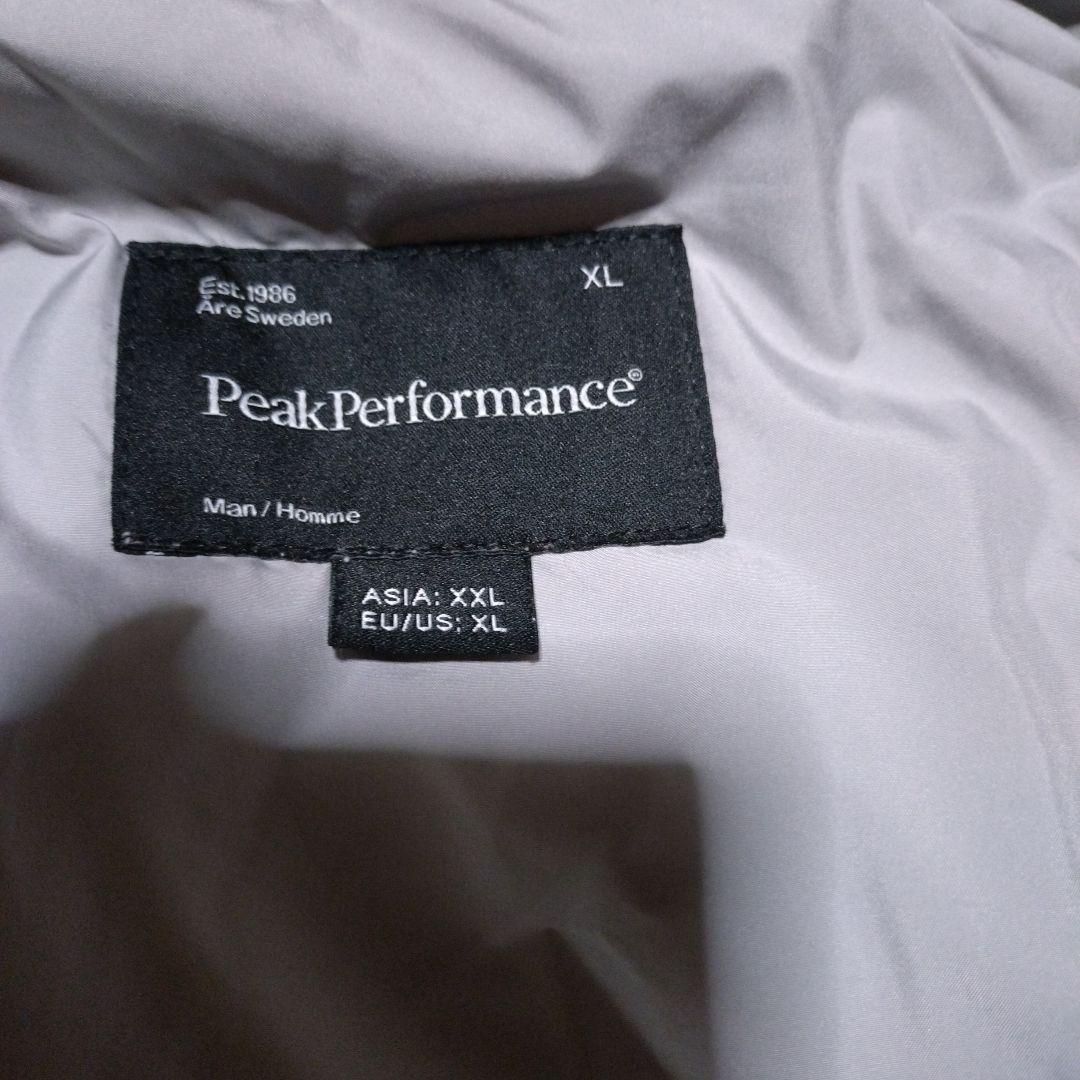 Est.1986
XL
Åre Sweden
PeakPerformance®
Man / Homme
ASIA: XXL
EU/US: XL